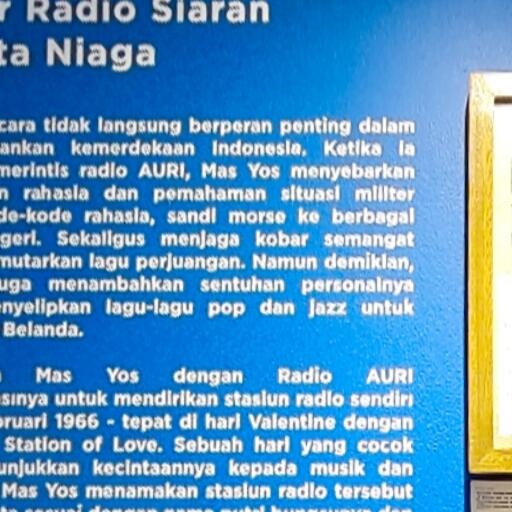 r Radio Siaran
ta Niaga
cara tidak langsung berperan penting dalam
ankan kemerdekaan Indonesia. Ketika ia
merintis radio AURI, Mas Yos menyebarkan
n rahasia dan pemahaman situasi militer
de-kode rahasia, sandi morse ke berbagai
geri. Sekaligus menjaga kobar semangat
mutarkan lagu perjuangan. Namun demikian,
uga menambahkan sentuhan personalnya
enyelipkan lagu-lagu pop dan jazz untuk
Belanda.
Mas Yos dengan Radio AURI
asinya untuk mendirikan stasiun radio sendiri
oruari 1966 - tepat di hari Valentine dengan
Station of Love. Sebuah hari yang cocok
unjukkan kecintaannya kepada musik dan
Mas Yos menamakan stasiun radio tersebut